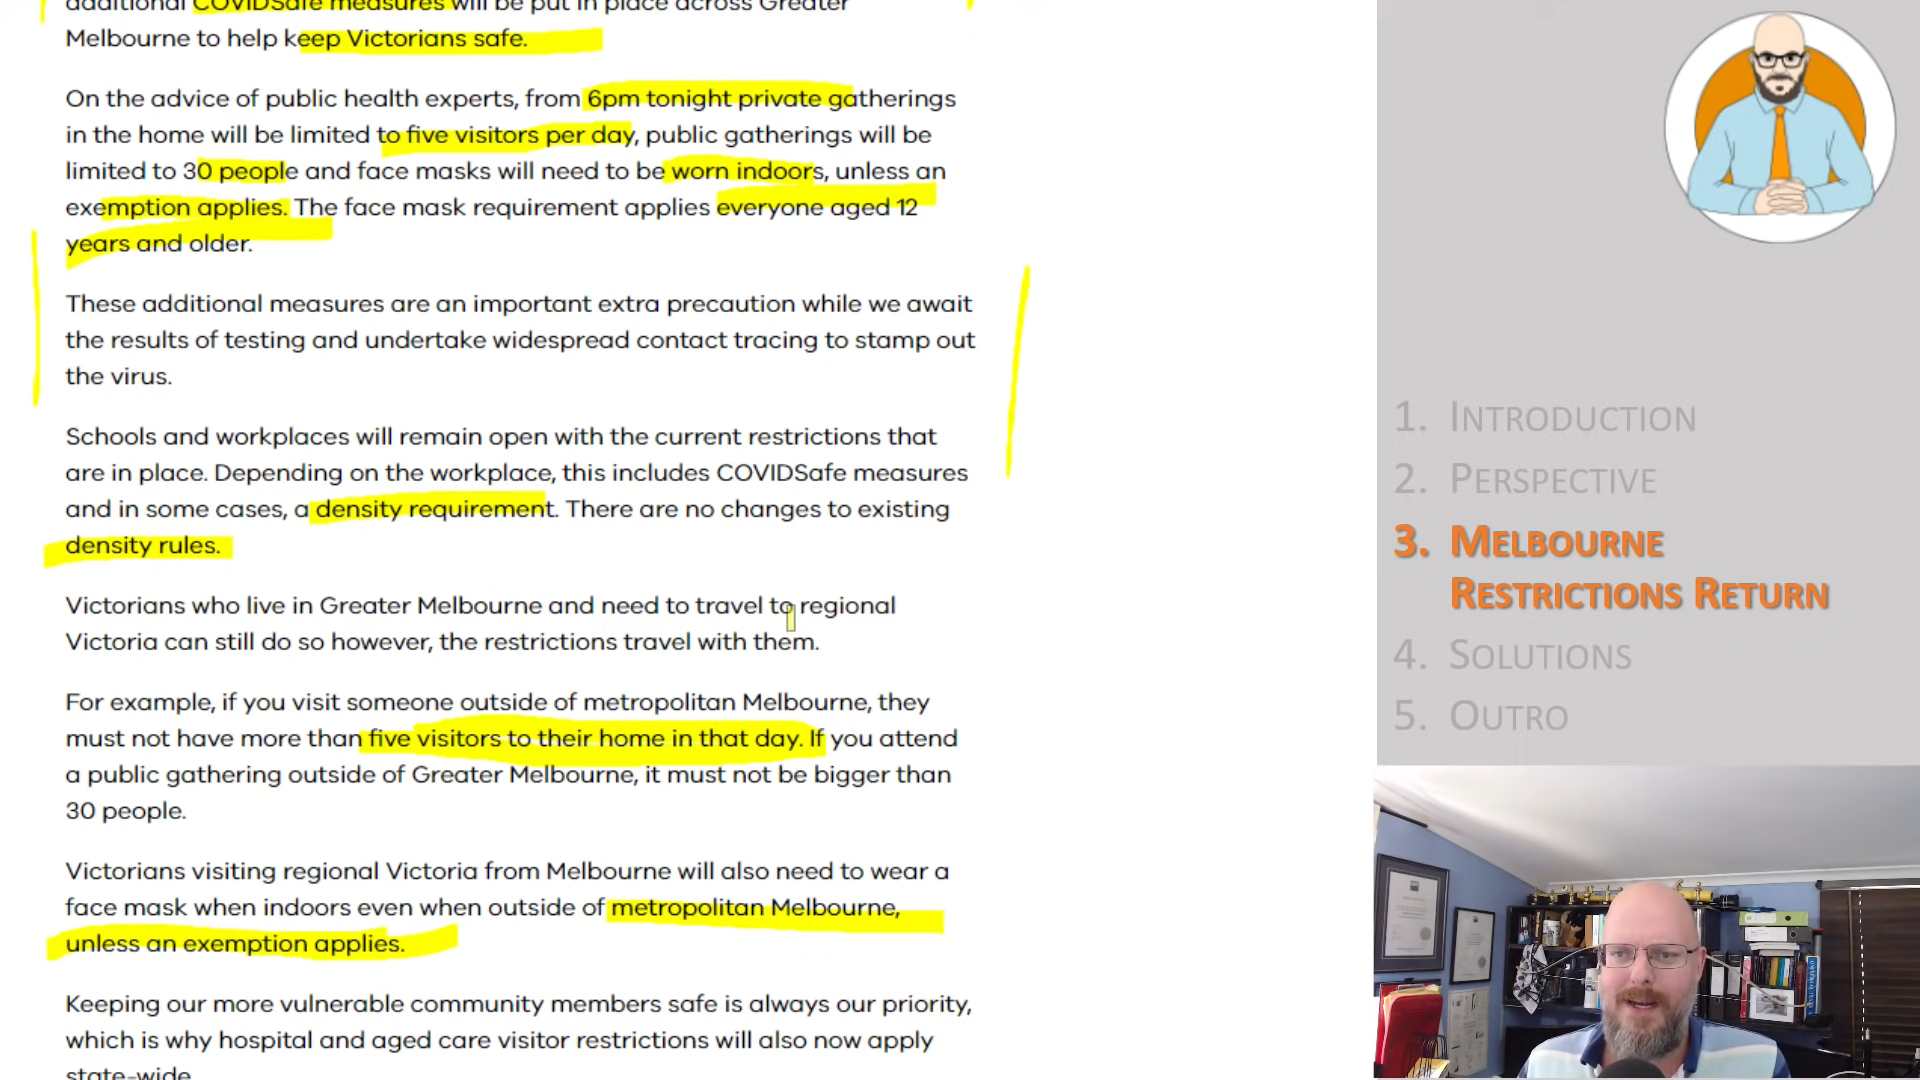 additional COVIDSafe measures will be put in place across Greater
Melbourne to help keep Victorians safe.
On the advice of public health experts, from 6pm tonight private gatherings
in the home will be limited to five visitors per day, public gatherings will be
limited to 30 people and face masks will need to be worn indoors, unless an
exemption applies. The face mask requirement applies everyone aged 12
years and older.
These additional measures are an important extra precaution while we await
the results of testing and undertake widespread contact tracing to stamp out
the virus.
Schools and workplaces will remain open with the current restrictions that
are in place. Depending on the workplace, this includes COVIDSafe measures
and in some cases, a density requirement. There are no changes to existing
density rules.
Victorians who live in Greater Melbourne and need to travel to regional
Victoria can still do so however, the restrictions travel with them.
For example, if you visit someone outside of metropolitan Melbourne, they
must not have more than five visitors to their home in that day. If you attend
a public gathering outside of Greater Melbourne, it must not be bigger than
30 people.
Victorians visiting regional Victoria from Melbourne will also need to wear a
face mask when indoors even when outside of metropolitan Melbourne,
unless an exemption applies.
Keeping our more vulnerable community members safe is always our priority,
which is why hospital and aged care visitor restrictions will also now apply
state-wide.
1. INTRODUCTION
2. PERSPECTIVE
3. MELBOURNE
RESTRICTIONS RETURN
4. SOLUTIONS
5. OUTRO